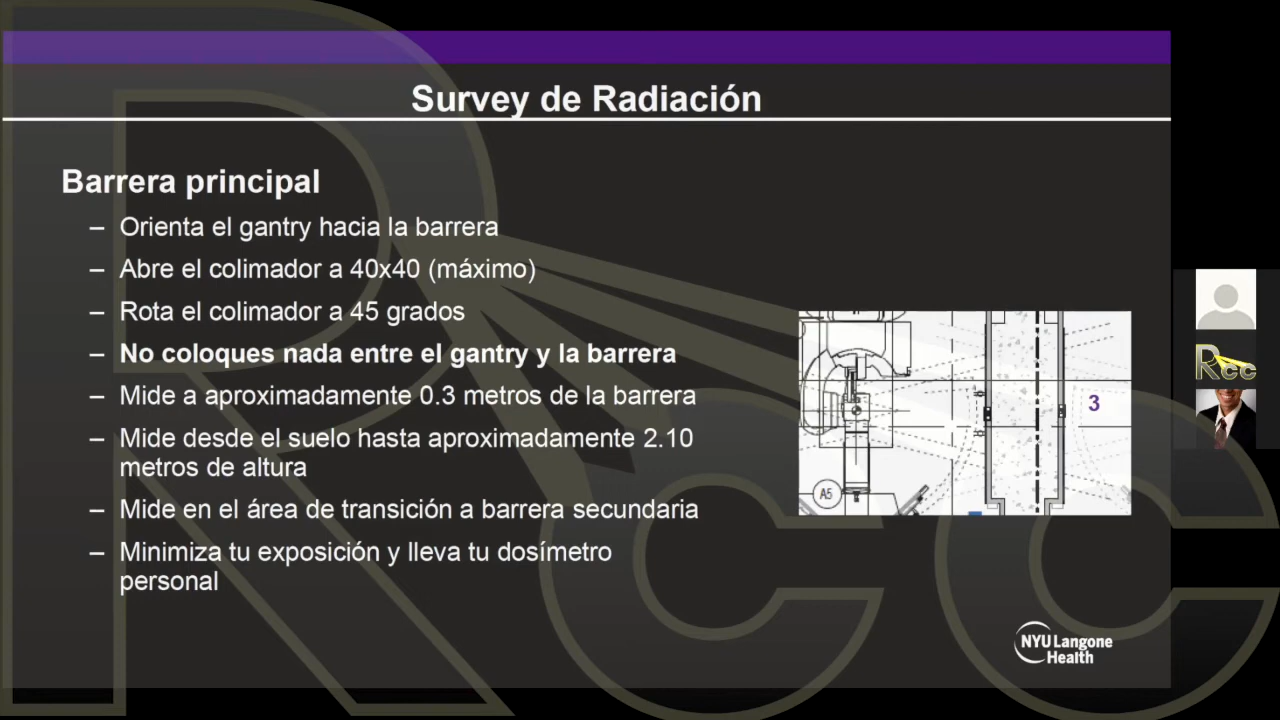 Survey de Radiación
Barrera principal
– Orienta el gantry hacia la barrera
– Abre el colimador a 40x40 (máximo)
– Rota el colimador a 45 grados
– No coloques nada entre el gantry y la barrera
– Mide a aproximadamente 0.3 metros de la barrera
– Mide desde el suelo hasta aproximadamente 2.10
metros de altura
– Mide en el área de transición a barrera secundaria
– Minimiza tu exposición y lleva tu dosímetro
personal
3
A5
NYU Langone
Health
Rcc
Rcc